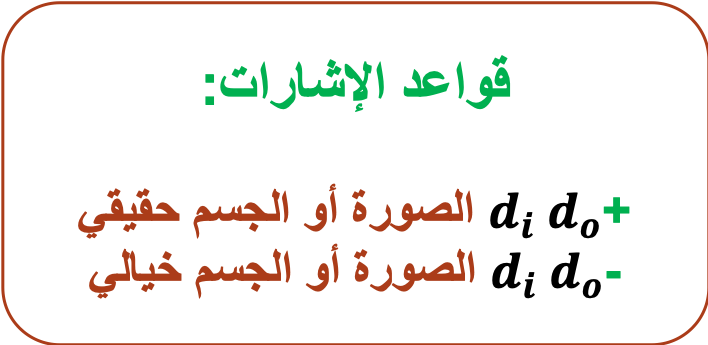 قواعد الإشارات:
+d_o d_i الصورة أو الجسم حقيقي
-d_o d_i الصورة أو الجسم خيالي